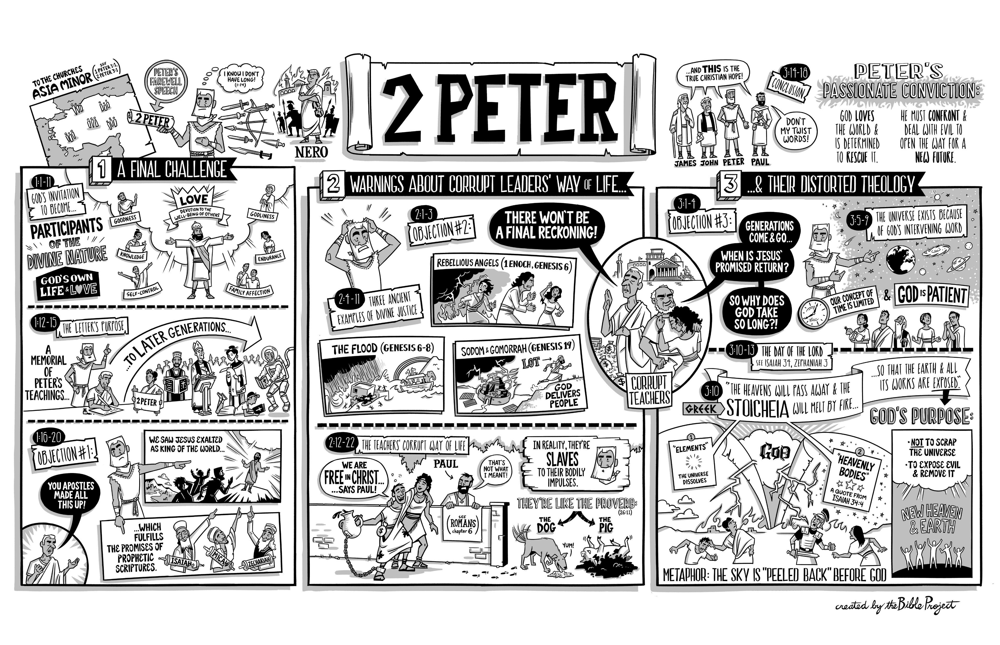 TO THE CHURCHES
ASIA MINOR
(SEE
1 PETER 1:1,
2 PETER 3:1)
PETER'S
FAREWELL
SPEECH
2 PETER
I KNOW I DON'T
HAVE LONG!
(1:14)
NERO
2 PETER
...AND THIS IS THE
TRUE CHRISTIAN HOPE!
3:14-18
CONCLUSION
DON'T
MY TWIST
WORDS!
JAMES JOHN PETER PAUL
PETER'S
PASSIONATE CONVICTION:
GOD LOVES
THE WORLD &
IS DETERMINED
TO RESCUE IT.
HE MUST CONFRONT &
DEAL WITH EVIL TO
OPEN THE WAY FOR A
NEW FUTURE.
1 A FINAL CHALLENGE
1:1-11
GOD'S INVITATION
TO BECOME...
PARTICIPANTS
OF THE
DIVINE NATURE
GOD'S OWN
LIFE & LOVE
GOODNESS
KNOWLEDGE
SELF-CONTROL
LOVE
DEVOTION TO THE
WELL-BEING OF OTHERS
GODLINESS
ENDURANCE
FAMILY AFFECTION
1:12-15
THE LETTER'S PURPOSE
A
MEMORIAL
OF
PETER'S
TEACHINGS...
...TO LATER GENERATIONS...
2 PETER
1:16-20
OBJECTION #1:
YOU APOSTLES
MADE ALL
THIS UP!
WE SAW JESUS EXALTED
AS KING OF THE WORLD...
...WHICH
FULFILLS
THE PROMISES OF
PROPHETIC
SCRIPTURES.
ISAIAH
MICAH
ZECHARIAH
2 WARNINGS ABOUT CORRUPT LEADERS' WAY OF LIFE...
2:1-3
OBJECTION #2:
THERE WON'T BE
A FINAL RECKONING!
2:4-11 THREE ANCIENT
EXAMPLES OF DIVINE JUSTICE
REBELLIOUS ANGELS (1 ENOCH, GENESIS 6)
THE FLOOD (GENESIS 6-8)
SODOM & GOMORRAH (GENESIS 19)
LOT
GOD
DELIVERS
PEOPLE
$
$
$
CORRUPT
TEACHERS
2:12-22
THE TEACHERS' CORRUPT WAY OF LIFE
WE ARE
FREE IN CHRIST...
...SAYS PAUL!
$
PAUL
THAT'S
NOT WHAT
I MEANT!
(SEE
ROMANS
chapter 6)
IN REALITY, THEY'RE
SLAVES
TO THEIR BODILY
IMPULSES.
THEY'RE LIKE THE PROVERB:
(26:11)
THE
DOG
THE
PIG
YUM!
3 ...& THEIR DISTORTED THEOLOGY
3:1-4
OBJECTION #3:
GENERATIONS
COME & GO...
WHEN IS JESUS'
PROMISED RETURN?
SO WHY DOES
GOD TAKE
SO LONG?!
3:5-9
THE UNIVERSE EXISTS BECAUSE
OF GOD'S INTERVENING WORD
OUR CONCEPT OF
TIME IS LIMITED
&
GOD IS PATIENT
3:10-13 THE DAY OF THE LORD
SEE ISAIAH 34, ZEPHANIAH 3
3:10
"THE HEAVENS WILL PASS AWAY & THE
GREEK
STOICHEIA WILL MELT BY FIRE...
...SO THAT THE EARTH & ALL
ITS WORKS ARE EXPOSED."
GOD'S PURPOSE:
1
"ELEMENTS"
THE UNIVERSE
DISSOLVES
GOD
2
"HEAVENLY
BODIES"
A QUOTE FROM
ISAIAH 34:4
• NOT TO SCRAP
THE UNIVERSE
• TO EXPOSE EVIL
& REMOVE IT
NEW HEAVEN
& EARTH
METAPHOR: THE SKY IS "PEELED BACK" BEFORE GOD
created by the Bible Project